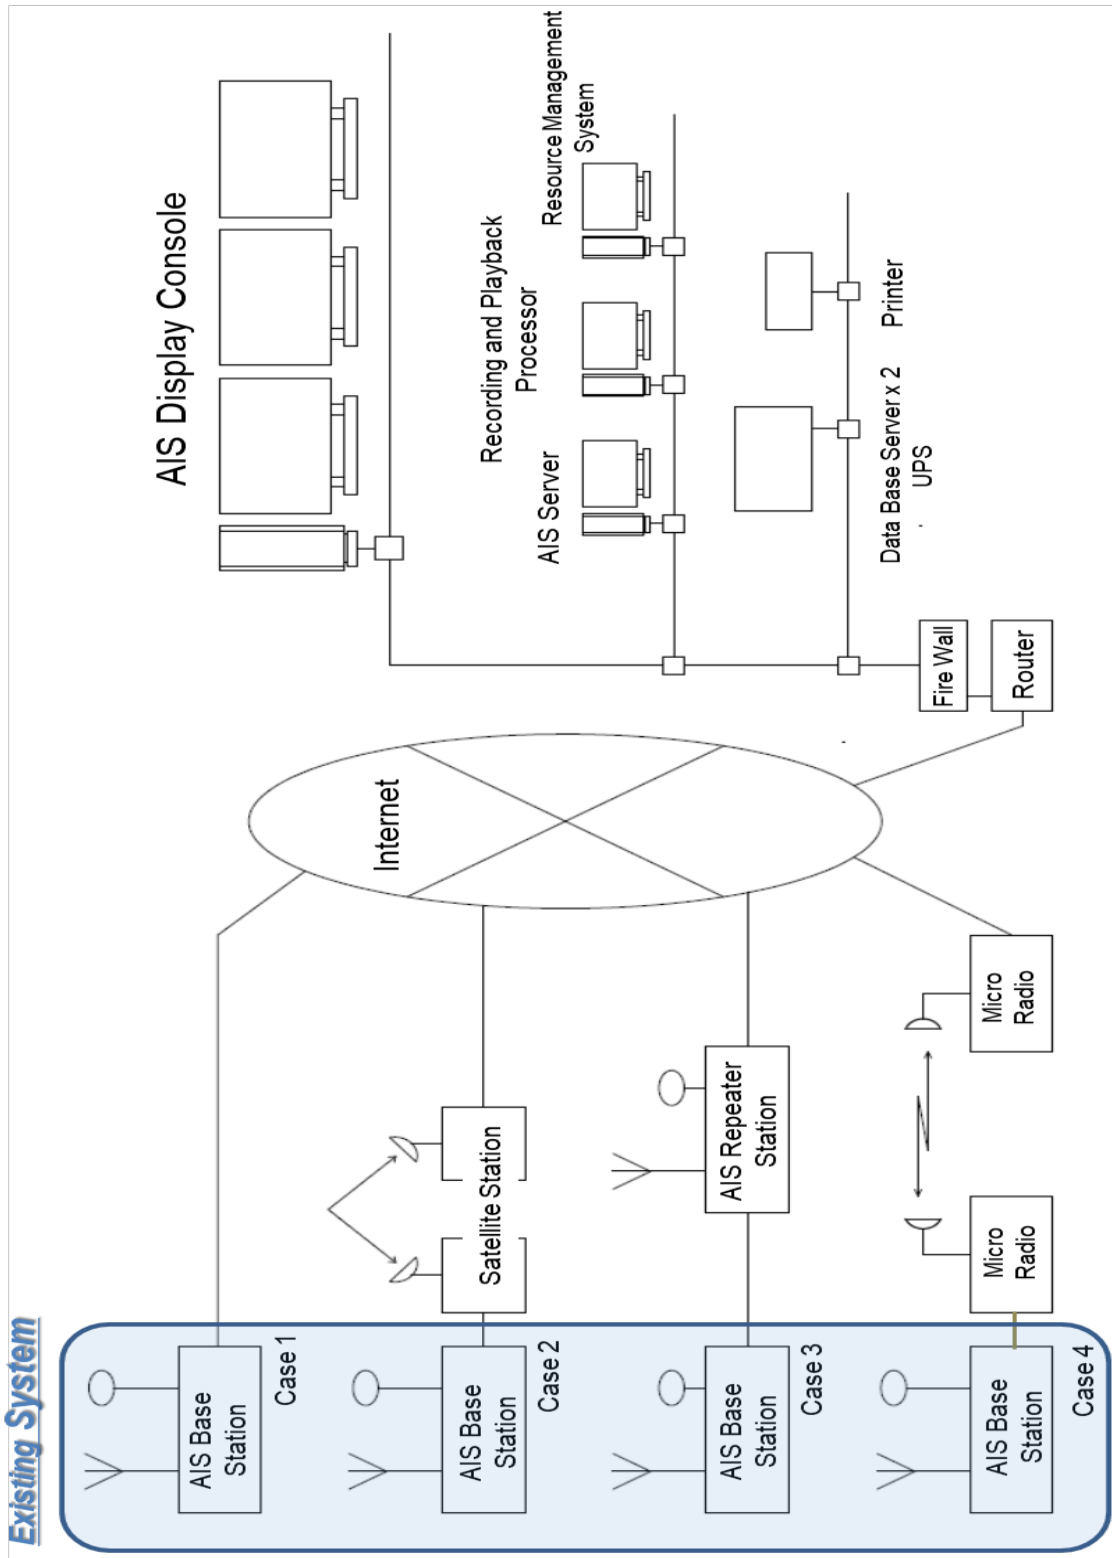 Existing System
AIS Base
Station
Case 1
AIS Base
Station
Case 2
AIS Base
Station
Case 3
AIS Base
Station
Case 4
Satellite Station
AIS Repeater
Station
Micro
Radio
Micro
Radio
Internet
Fire Wall
Router
AIS Display Console
AIS Server
Recording and Playback
Processor
Resource Management
System
Data Base Server x 2
UPS
Printer